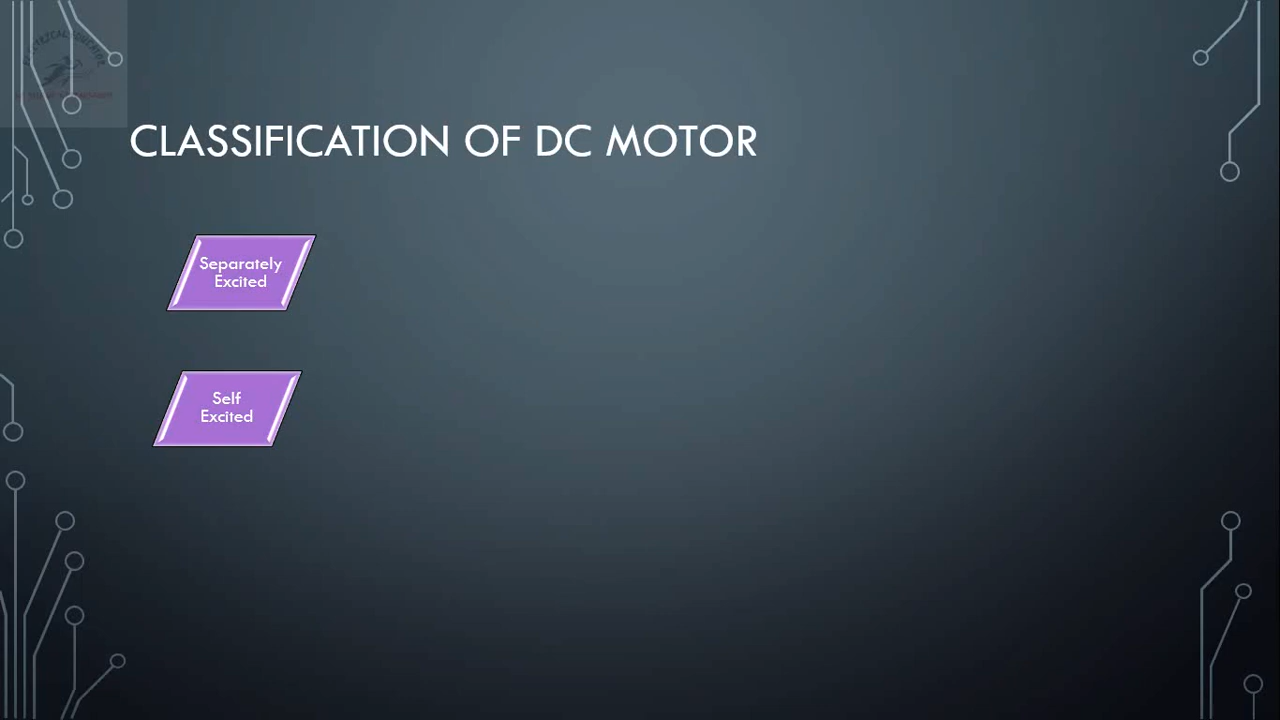 CLASSIFICATION OF DC MOTOR
Separately
Excited
Self
Excited